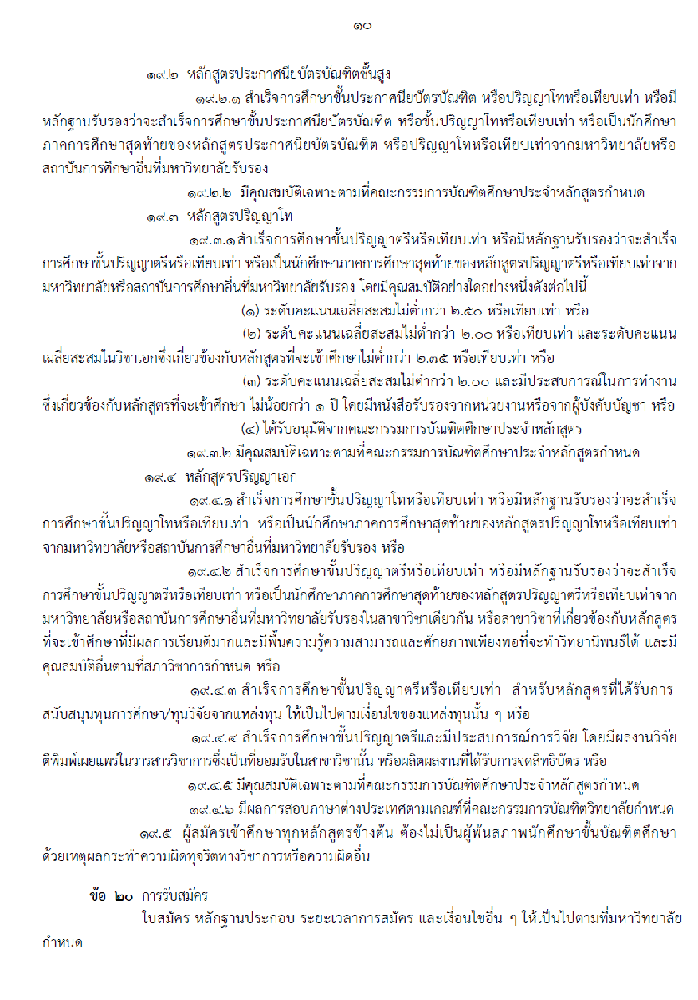 ๑๐
๑๙.๒ หลักสูตรประกาศนียบัตรบัณฑิตชั้นสูง
๑๙.๒.๑ สำเร็จการศึกษาขั้นประกาศนียบัตรบัณฑิต หรือปริญญาโทหรือเทียบเท่า หรือมี
หลักฐานรับรองว่าจะสำเร็จการศึกษาขั้นประกาศนียบัตรบัณฑิต หรือขั้นปริญญาโทหรือเทียบเท่า หรือเป็นนักศึกษา
ภาคการศึกษาสุดท้ายของหลักสูตรประกาศนียบัตรบัณฑิต หรือปริญญาโทหรือเทียบเท่าจากมหาวิทยาลัยหรือ
สถาบันการศึกษาอื่นที่มหาวิทยาลัยรับรอง
๑๙.๒.๒ มีคุณสมบัติเฉพาะตามที่คณะกรรมการบัณฑิตศึกษาประจำหลักสูตรกำหนด
๑๙.๓ หลักสูตรปริญญาโท
๑๙.๓.๑ สำเร็จการศึกษาขั้นปริญญาตรีหรือเทียบเท่า หรือมีหลักฐานรับรองว่าจะสำเร็จ
การศึกษาขั้นปริญญาตรีหรือเทียบเท่า หรือเป็นนักศึกษาภาคการศึกษาสุดท้ายของหลักสูตรปริญญาตรีหรือเทียบเท่าจาก
มหาวิทยาลัยหรือสถาบันการศึกษาอื่นที่มหาวิทยาลัยรับรอง โดยมีคุณสมบัติอย่างใดอย่างหนึ่งดังต่อไปนี้
(๑) ระดับคะแนนเฉลี่ยสะสมไม่ต่ำกว่า ๒.๕๐ หรือเทียบเท่า หรือ
(๒) ระดับคะแนนเฉลี่ยสะสมไม่ต่ำกว่า ๒.๐๐ หรือเทียบเท่า และระดับคะแนน
เฉลี่ยสะสมในวิชาเอกซึ่งเกี่ยวข้องกับหลักสูตรที่จะเข้าศึกษาไม่ต่ำกว่า ๒.๗๕ หรือเทียบเท่า หรือ
(๓) ระดับคะแนนเฉลี่ยสะสมไม่ต่ำกว่า ๒.๐๐ และมีประสบการณ์ในการทำงาน
ซึ่งเกี่ยวข้องกับหลักสูตรที่จะเข้าศึกษา ไม่น้อยกว่า ๑ ปี โดยมีหนังสือรับรองจากหน่วยงานหรือจากผู้บังคับบัญชา หรือ
(๔) ได้รับอนุมัติจากคณะกรรมการบัณฑิตศึกษาประจำหลักสูตร
๑๙.๓.๒ มีคุณสมบัติเฉพาะตามที่คณะกรรมการบัณฑิตศึกษาประจำหลักสูตรกำหนด
๑๙.๔ หลักสูตรปริญญาเอก
๑๙.๔.๑ สำเร็จการศึกษาขั้นปริญญาโทหรือเทียบเท่า หรือมีหลักฐานรับรองว่าจะสำเร็จ
การศึกษาขั้นปริญญาโทหรือเทียบเท่า หรือเป็นนักศึกษาภาคการศึกษาสุดท้ายของหลักสูตรปริญญาโทหรือเทียบเท่า
จากมหาวิทยาลัยหรือสถาบันการศึกษาอื่นที่มหาวิทยาลัยรับรอง หรือ
๑๙.๔.๒ สำเร็จการศึกษาขั้นปริญญาตรีหรือเทียบเท่า หรือมีหลักฐานรับรองว่าจะสำเร็จ
การศึกษาขั้นปริญญาตรีหรือเทียบเท่า หรือเป็นนักศึกษาภาคการศึกษาสุดท้ายของหลักสูตรปริญญาตรีหรือเทียบเท่าจาก
มหาวิทยาลัยหรือสถาบันการศึกษาอื่นที่มหาวิทยาลัยรับรองในสาขาวิชาเดียวกัน หรือสาขาวิชาที่เกี่ยวข้องกับหลักสูตร
ที่จะเข้าศึกษาที่มีผลการเรียนดีมากและมีพื้นความรู้ความสามารถและศักยภาพเพียงพอที่จะทำวิทยานิพนธ์ได้ และมี
คุณสมบัติอื่นตามที่สภาวิชาการกำหนด หรือ
๑๙.๔.๓ สำเร็จการศึกษาขั้นปริญญาตรีหรือเทียบเท่า สำหรับหลักสูตรที่ได้รับการ
สนับสนุนทุนการศึกษา/ทุนวิจัยจากแหล่งทุน ให้เป็นไปตามเงื่อนไขของแหล่งทุนนั้น ๆ หรือ
๑๙.๔.๔ สำเร็จการศึกษาขั้นปริญญาตรีและมีประสบการณ์การวิจัย โดยมีผลงานวิจัย
ตีพิมพ์เผยแพร่ในวารสารวิชาการซึ่งเป็นที่ยอมรับในสาขาวิชานั้น หรือผลิตผลงานที่ได้รับการจดสิทธิบัตร หรือ
๑๙.๔.๕ มีคุณสมบัติเฉพาะตามที่คณะกรรมการบัณฑิตศึกษาประจำหลักสูตรกำหนด
๑๙.๔.๖ มีผลการสอบภาษาต่างประเทศตามเกณฑ์ที่คณะกรรมการบัณฑิตวิทยาลัยกำหนด
๑๙.๕ ผู้สมัครเข้าศึกษาทุกหลักสูตรข้างต้น ต้องไม่เป็นผู้พ้นสภาพนักศึกษาขั้นบัณฑิตศึกษา
ด้วยเหตุผลกระทำความผิดทุจริตทางวิชาการหรือความผิดอื่น
ข้อ ๒๐ การรับสมัคร
ใบสมัคร หลักฐานประกอบ ระยะเวลาการสมัคร และเงื่อนไขอื่น ๆ ให้เป็นไปตามที่มหาวิทยาลัย
กำหนด